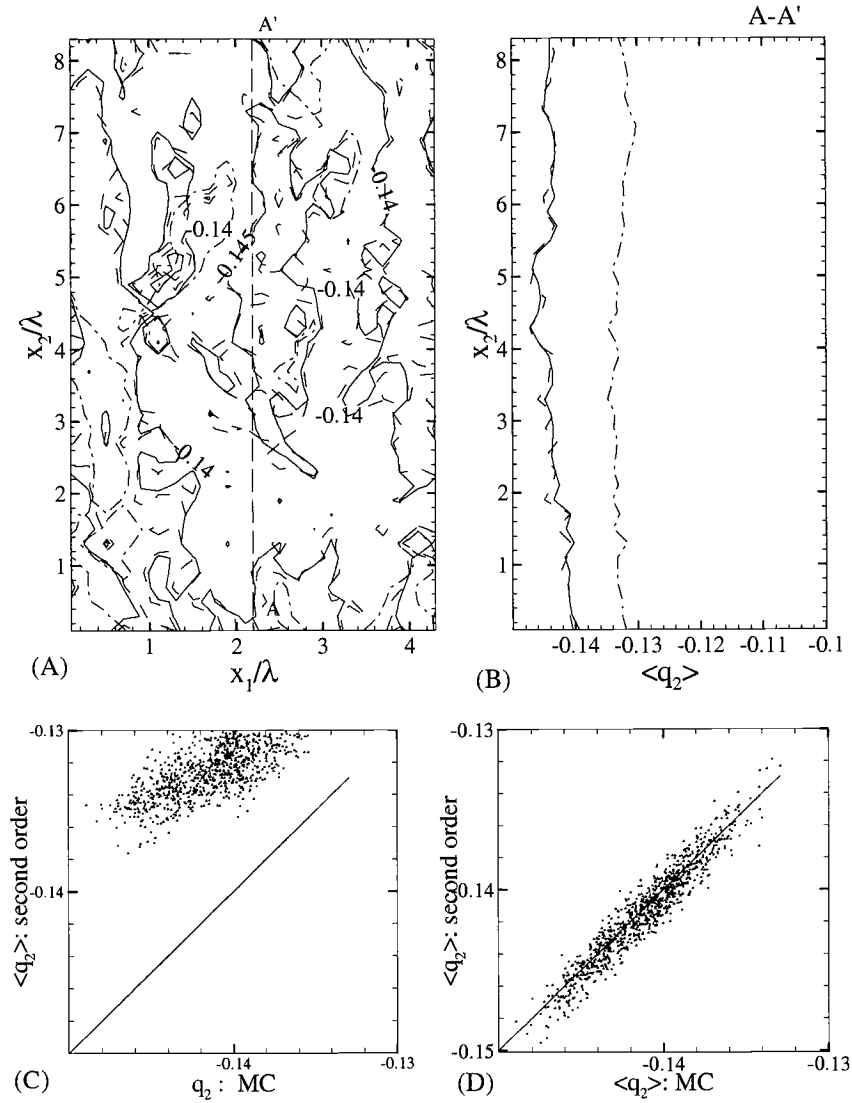 A'
A-A'
8
7
6
5
4
3
2
1
x₂/λ
-0.14
-0.145
-0.14
-0.14
-0.14
-0.14
A
1 2 3 4
(A)
x₁/λ
8
7
6
5
4
3
2
1
x₂/λ
-0.14 -0.13 -0.12 -0.11 -0.1
(B)
<q₂>
-0.13
-0.14
<q₂>: second order
-0.14 -0.13
(C)
q₂ : MC
-0.13
-0.14
-0.15
<q₂>: second order
-0.14 -0.13
(D)
<q₂>: MC